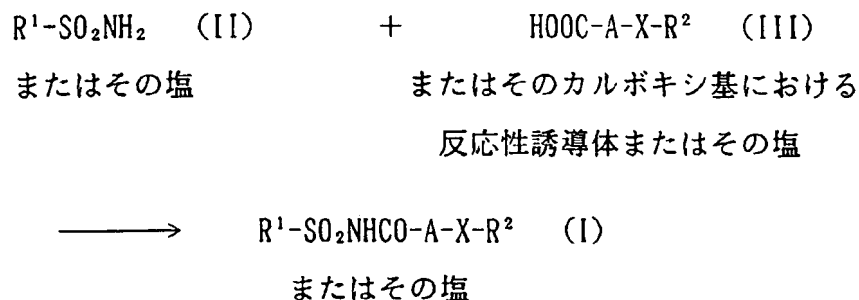 R¹-SO₂NH₂ (II) + HOOC-A-X-R² (III)
またはその塩 またはそのカルボキシ基における
反応性誘導体またはその塩
⟶ R¹-SO₂NHCO-A-X-R² (I)
またはその塩